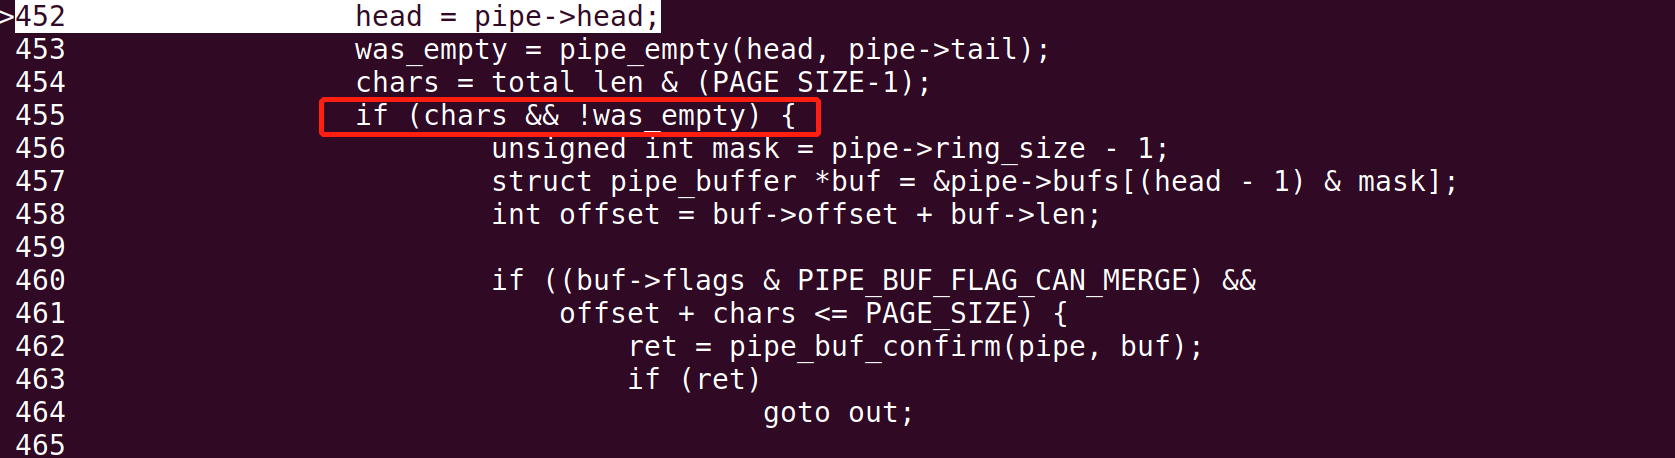 >452 head = pipe->head;
453 was_empty = pipe_empty(head, pipe->tail);
454 chars = total_len & (PAGE_SIZE-1);
455 if (chars && !was_empty) {
456 unsigned int mask = pipe->ring_size - 1;
457 struct pipe_buffer *buf = &pipe->bufs[(head - 1) & mask];
458 int offset = buf->offset + buf->len;
459
460 if ((buf->flags & PIPE_BUF_FLAG_CAN_MERGE) &&
461 offset + chars <= PAGE_SIZE) {
462 ret = pipe_buf_confirm(pipe, buf);
463 if (ret)
464 goto out;
465